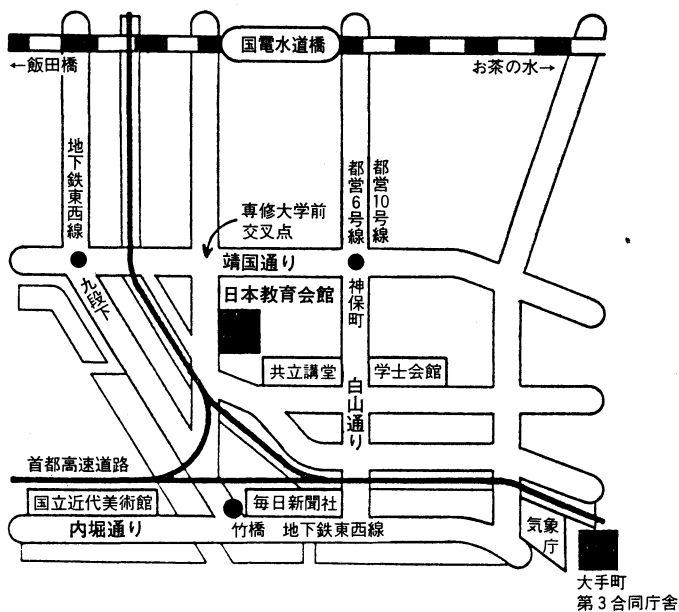 国電水道橋
←飯田橋
お茶の水→
地下鉄東西線
都営6号線
都営10号線
専修大学前
交叉点
靖国通り
九段下
日本教育会館
神保町
共立講堂
学士会館
白山通り
首都高速道路
国立近代美術館
毎日新聞社
内堀通り
竹橋 地下鉄東西線
気象
庁
大手町
第3合同庁舎